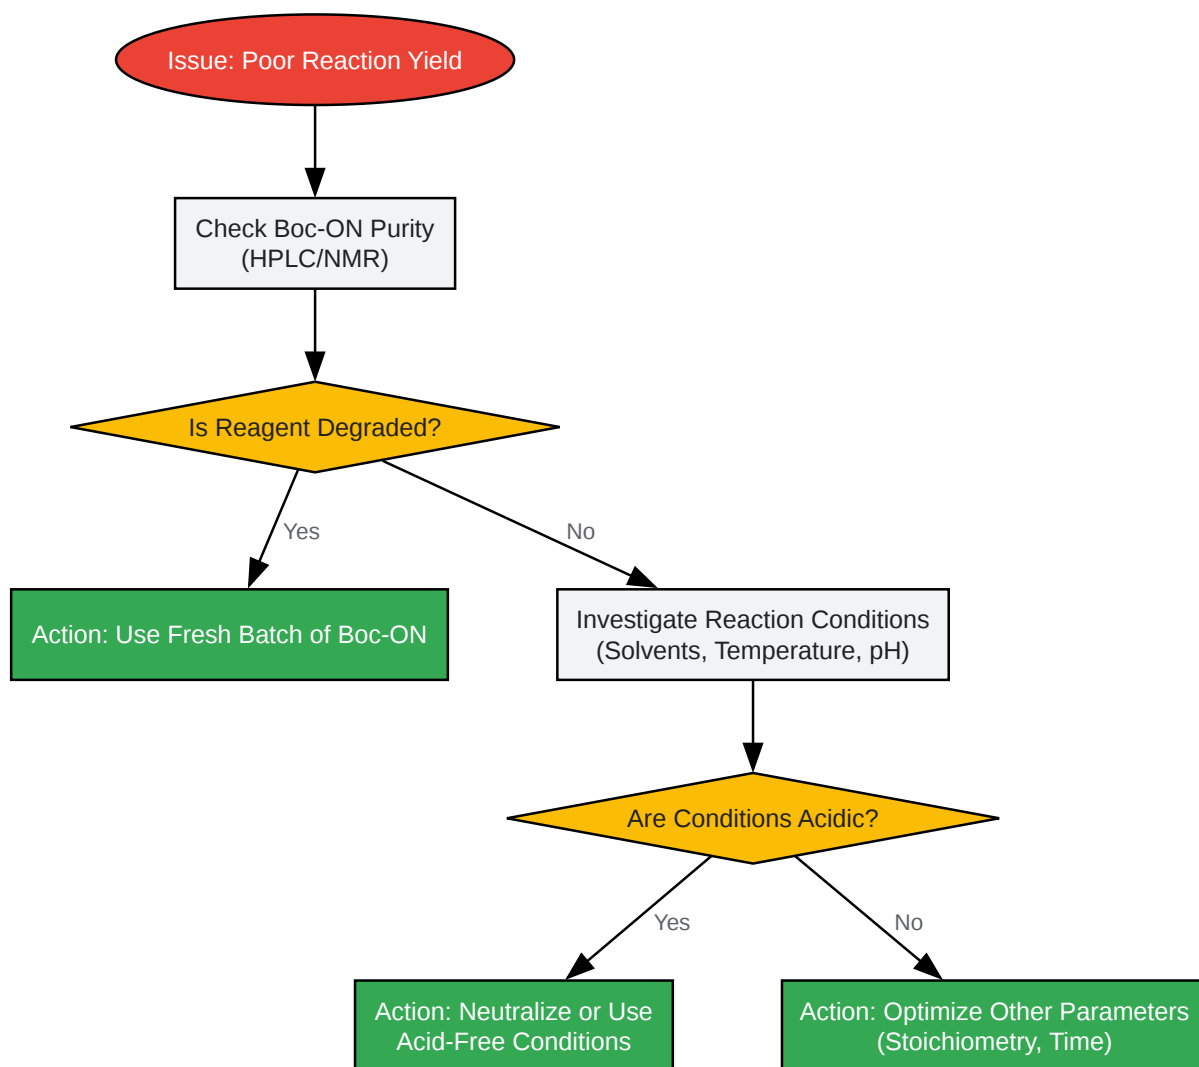 Issue: Poor Reaction Yield
Check Boc-ON Purity
(HPLC/NMR)
Is Reagent Degraded?
Yes
No
Action: Use Fresh Batch of Boc-ON
Investigate Reaction Conditions
(Solvents, Temperature, pH)
Are Conditions Acidic?
Yes
No
Action: Neutralize or Use
Acid-Free Conditions
Action: Optimize Other Parameters
(Stoichiometry, Time)